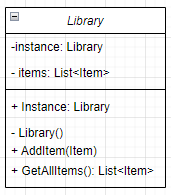 Library
-instance: Library
- items: List<Item>
+ Instance: Library
- Library()
+ AddItem(Item)
+ GetAllItems(): List<Item>